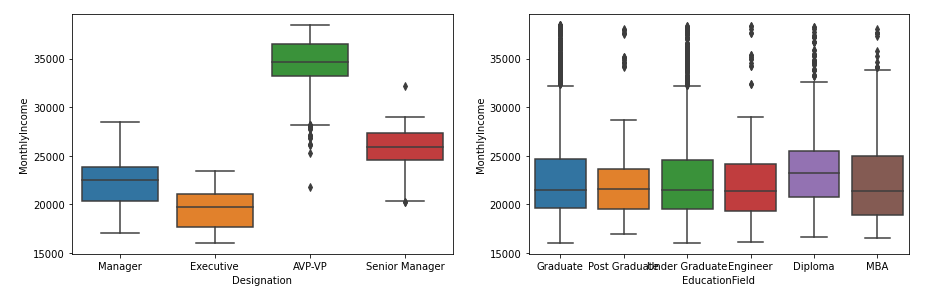 MonthlyIncome
35000
30000
25000
20000
15000
Manager Executive AVP-VP Senior Manager
Designation
MonthlyIncome
35000
30000
25000
20000
15000
Graduate Post Graduate Under Graduate Engineer Diploma MBA
EducationField